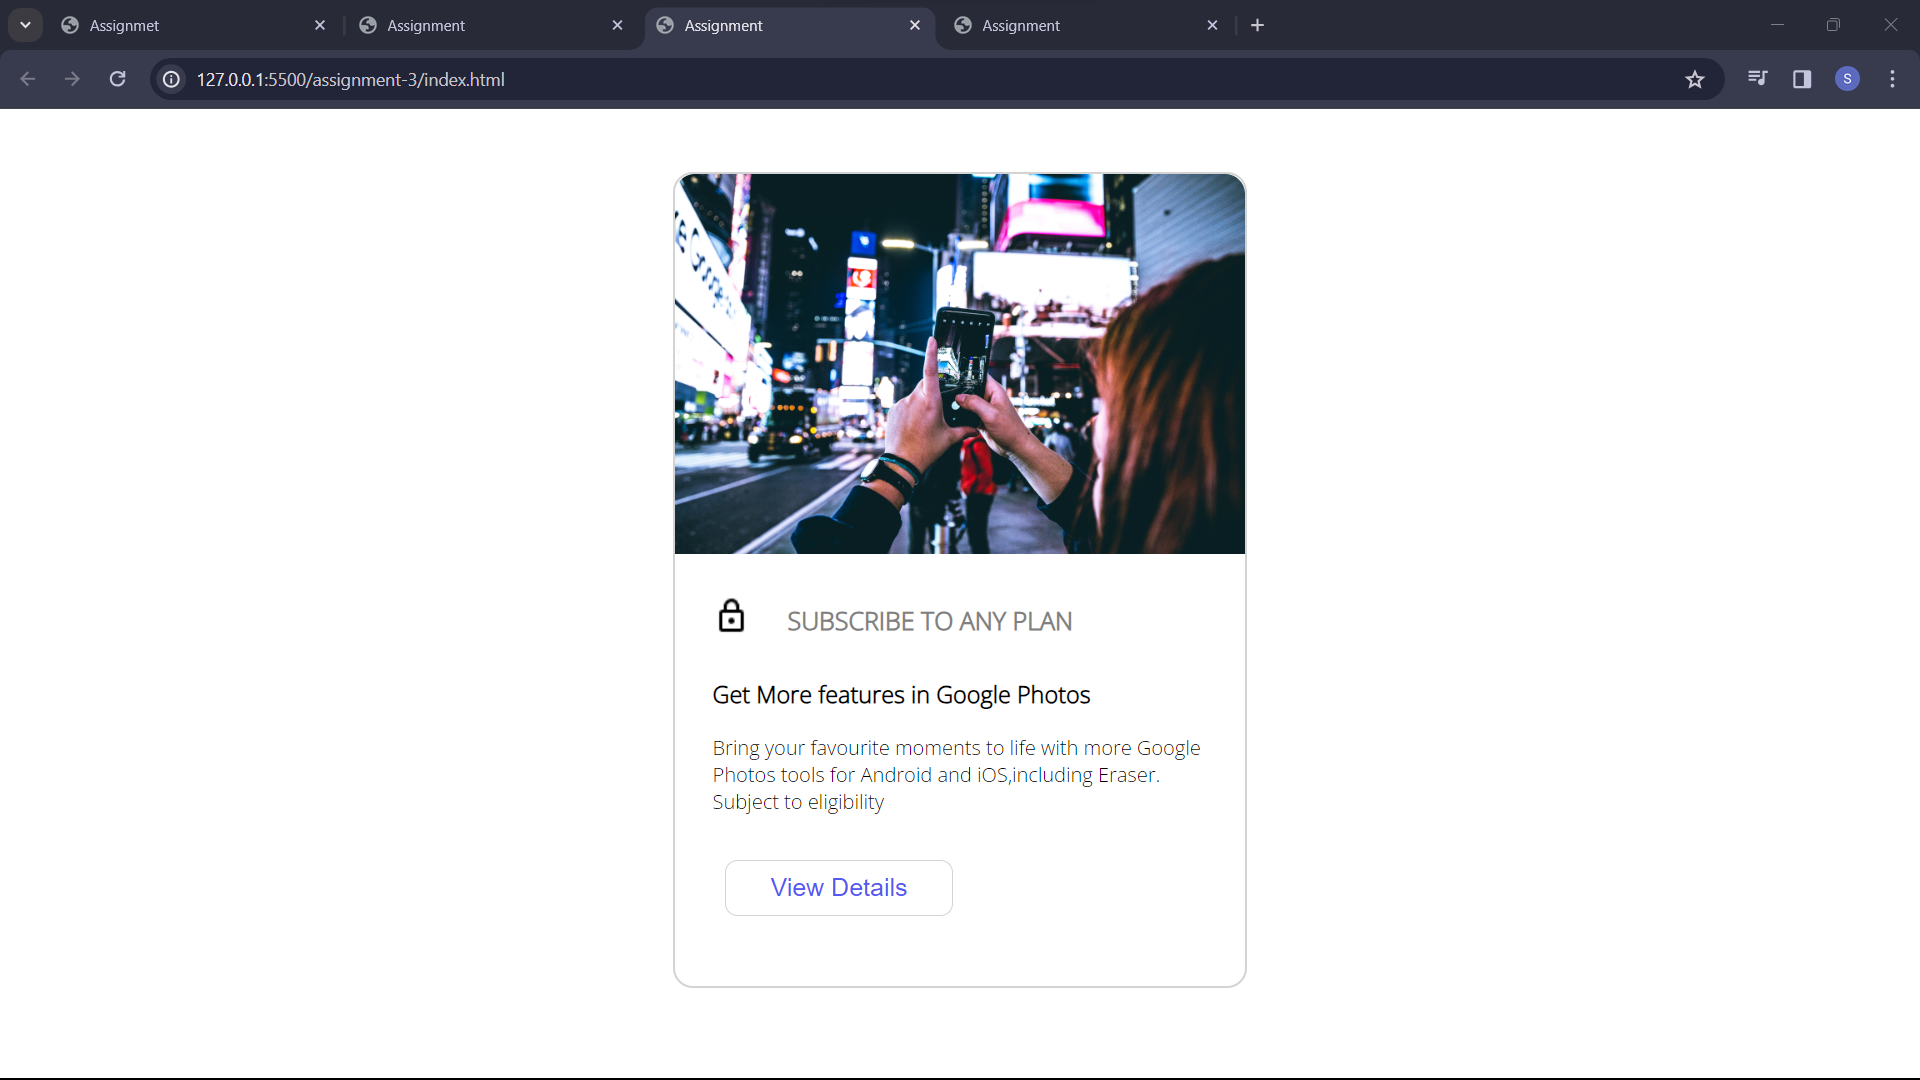 Assignmet
Assignment
Assignment
Assignment
127.0.0.1:5500/assignment-3/index.html
S
SUBSCRIBE TO ANY PLAN
Get More features in Google Photos
Bring your favourite moments to life with more Google
Photos tools for Android and iOS,including Eraser.
Subject to eligibility
View Details